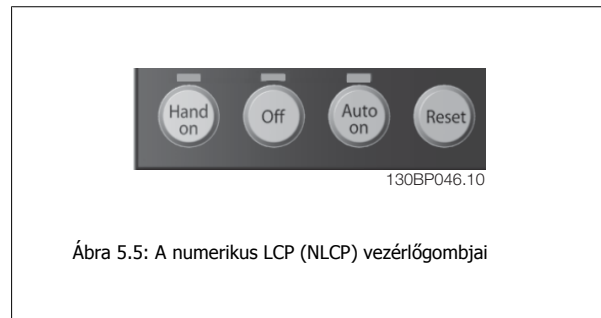 Hand
on
Off
Auto
on
Reset
130BP046.10
Ábra 5.5: A numerikus LCP (NLCP) vezérlőgombjai